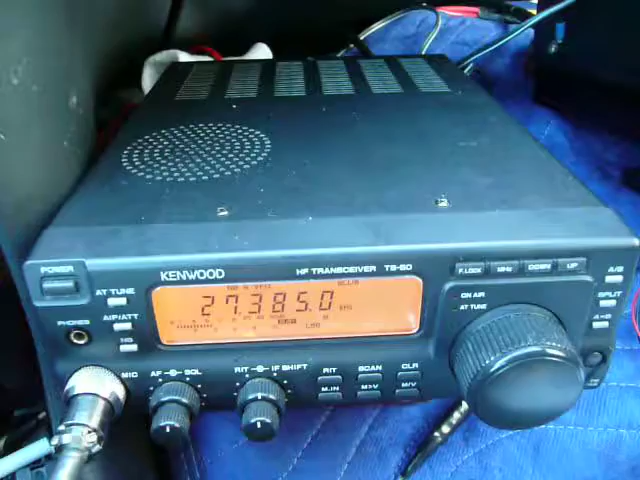 POWER
AT TUNE
AIP/ATT
NB
PHONES
MIC
KENWOOD
HF TRANSCEIVER TS-50
27.385.0
LSB
F.LOCK
MHz
DOWN
UP
ON AIR
AT TUNE
A/B
SPLIT
A=B
AF SQL
RIT IF SHIFT
RIT
SCAN
CLR
M.IN
M>V
M/V